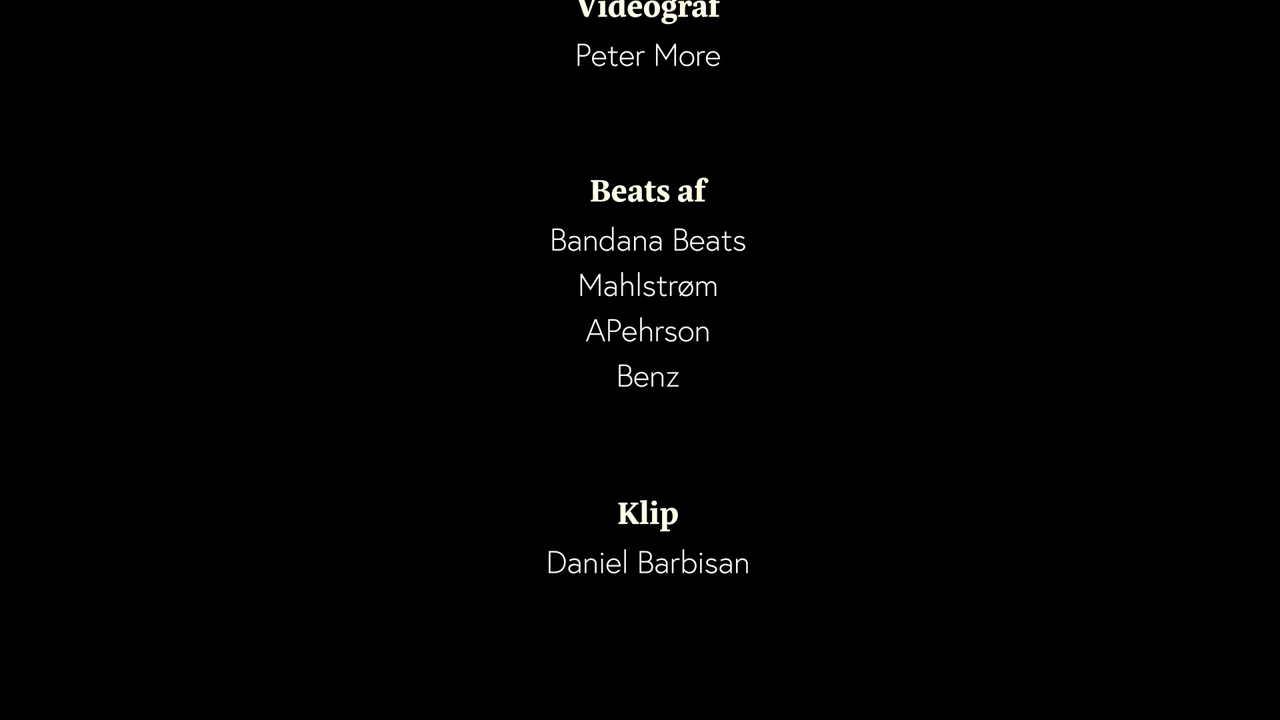 Videograf
Peter More
Beats af
Bandana Beats
Mahlstrøm
APehrson
Benz
Klip
Daniel Barbisan